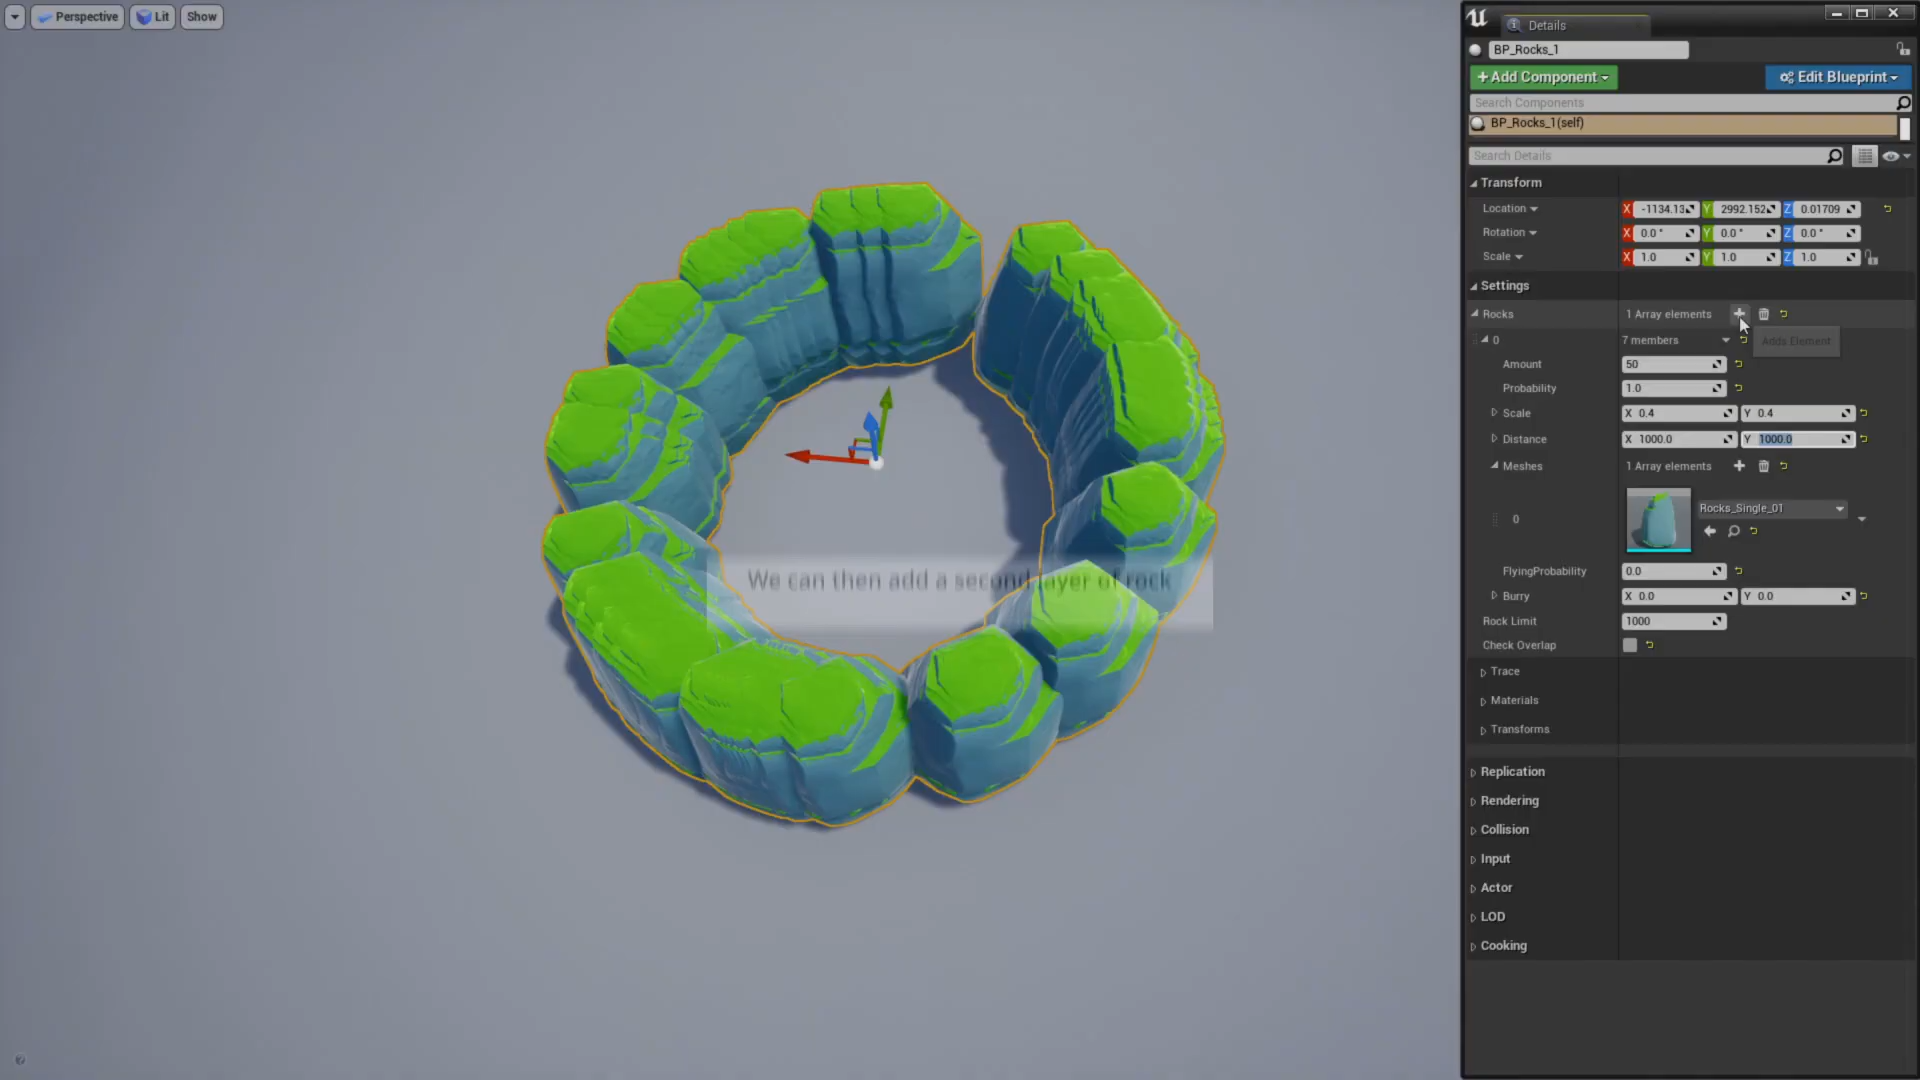 Perspective Lit Show
Details
BP_Rocks_1
+Add Component
Edit Blueprint
Search Components
BP_Rocks_1(self)
Search Details
Transform
Location X -1134.13 Y 2992.152 Z 0.01709
Rotation X 0.0 ° Y 0.0 ° Z 0.0 °
Scale X 1.0 Y 1.0 Z 1.0
Settings
Rocks 1 Array elements
0 7 members
Adds Element
Amount 50
Probability 1.0
Scale X 0.4 Y 0.4
Distance X 1000.0 Y 1000.0
Meshes 1 Array elements
0 Rocks_Single_01
FlyingProbability 0.0
Burry X 0.0 Y 0.0
Rock Limit 1000
Check Overlap
Trace
Materials
Transforms
Replication
Rendering
Collision
Input
Actor
LOD
Cooking
We can then add a second layer of rock